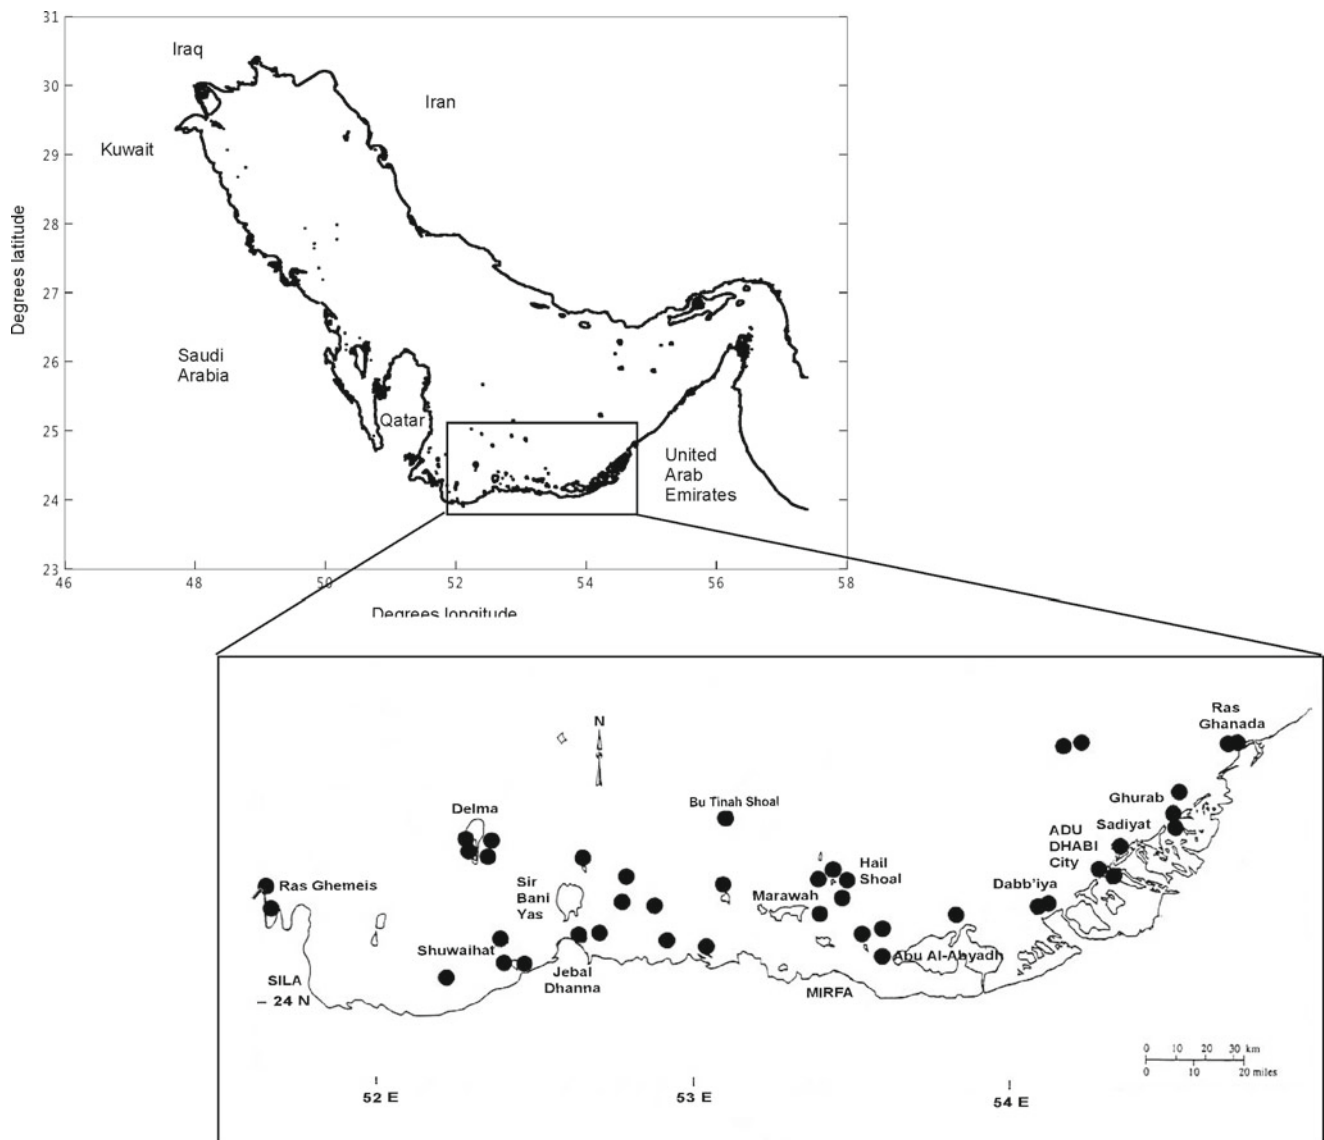 31
Iraq
30
Iran
Kuwait
29
28
Degrees latitude
27
Saudi
Arabia
26
Qatar
25
United
Arab
Emirates
24
23
46
48
50
52
54
56
58
Degrees longitude
N
Ras
Ghanada
Delma
Bu Tinah Shoal
Ghurab
ADU
DHABI
City
Sadiyat
Ras Ghemeis
Sir
Bani
Yas
Hail
Shoal
Marawah
Dabb'iya
Shuwaihat
Abu Al-Abyadh
SILA
– 24 N
Jebal
Dhanna
MIRFA
0 10 20 30 km
0 10 20 miles
52 E
53 E
54 E